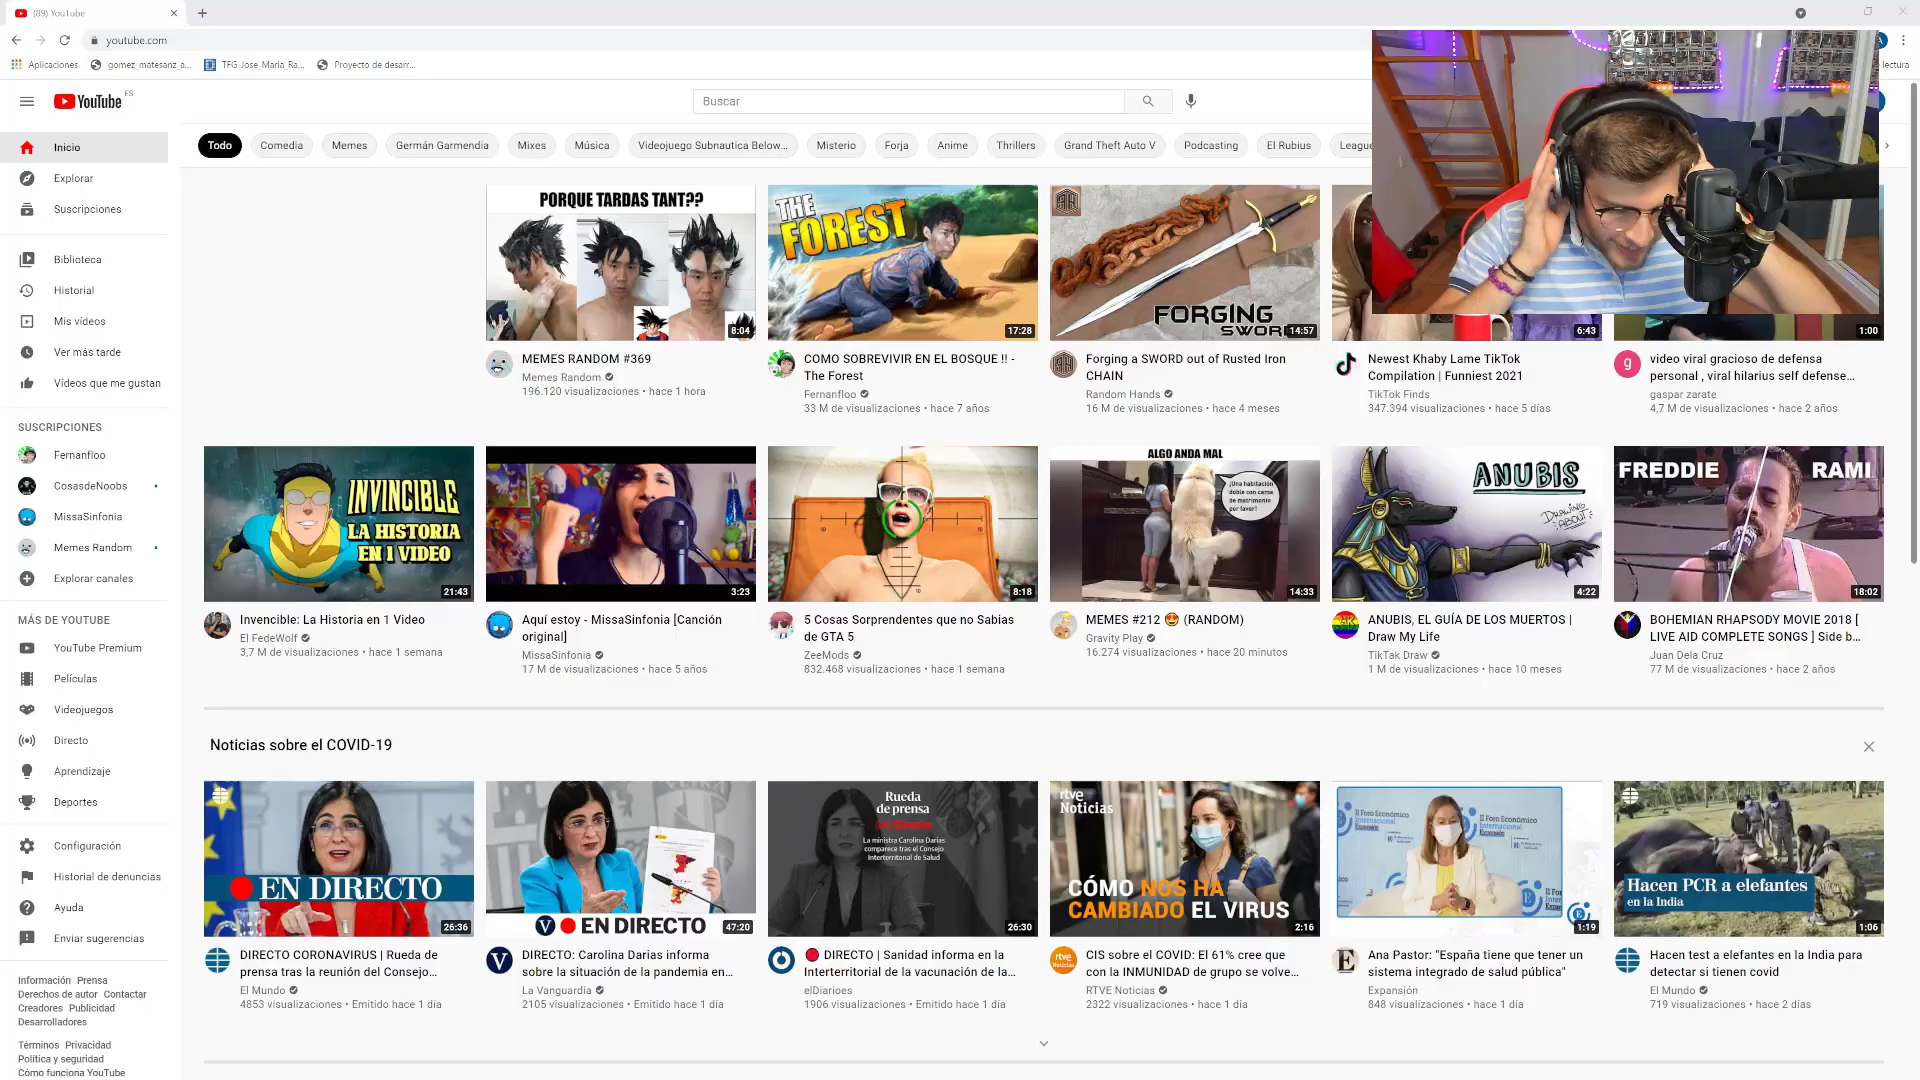 (89) YouTube
youtube.com
Aplicaciones
gomez_matesanz_a...
TFG Jose_Maria_Ra...
Proyecto de desarr...
lectura
YouTube ES
Buscar
Todo
Comedia
Memes
Germán Garmendia
Mixes
Música
Videojuego Subnautica Below...
Misterio
Forja
Anime
Thrillers
Grand Theft Auto V
Podcasting
El Rubius
League
Inicio
Explorar
Suscripciones
Biblioteca
Historial
Mis vídeos
Ver más tarde
Vídeos que me gustan
SUSCRIPCIONES
Fernanfloo
CosasdeNoobs
MissaSinfonia
Memes Random
Explorar canales
MÁS DE YOUTUBE
YouTube Premium
Películas
Videojuegos
Directo
Aprendizaje
Deportes
Configuración
Historial de denuncias
Ayuda
Enviar sugerencias
Información Prensa
Derechos de autor Contactar
Creadores Publicidad
Desarrolladores
Términos Privacidad
Política y seguridad
Cómo funciona YouTube
PORQUE TARDAS TANT??
8:04
MEMES RANDOM #369
Memes Random
196.120 visualizaciones • hace 1 hora
THE FOREST
17:28
COMO SOBREVIVIR EN EL BOSQUE !! -
The Forest
Fernanfloo
33 M de visualizaciones • hace 7 años
FORGING
SWORD
14:57
Forging a SWORD out of Rusted Iron
CHAIN
Random Hands
16 M de visualizaciones • hace 4 meses
6:43
Newest Khaby Lame TikTok
Compilation | Funniest 2021
TikTok Finds
347.394 visualizaciones • hace 5 días
1:00
g
video viral gracioso de defensa
personal , viral hilarius self defense...
gaspar zarate
4,7 M de visualizaciones • hace 2 años
INVINCIBLE
LA HISTORIA
EN 1 VIDEO
21:43
Invencible: La Historia en 1 Video
El FedeWolf
3,7 M de visualizaciones • hace 1 semana
3:23
Aquí estoy - MissaSinfonia [Canción
original]
MissaSinfonia
17 M de visualizaciones • hace 5 años
8:18
5 Cosas Sorprendentes que no Sabias
de GTA 5
ZeeMods
832.468 visualizaciones • hace 1 semana
ALGO ANDA MAL
¡Una habitación
doble con cama
de matrimonio
por favor!
14:33
MEMES #212 😍 (RANDOM)
Gravity Play
16.274 visualizaciones • hace 20 minutos
ANUBIS
DRAWING
ABOUT
4:22
ANUBIS, EL GUÍA DE LOS MUERTOS |
Draw My Life
TikTak Draw
1 M de visualizaciones • hace 10 meses
FREDDIE RAMI
18:02
BOHEMIAN RHAPSODY MOVIE 2018 [
LIVE AID COMPLETE SONGS ] Side b...
Juan Dela Cruz
77 M de visualizaciones • hace 2 años
Noticias sobre el COVID-19
EN DIRECTO
26:36
DIRECTO CORONAVIRUS | Rueda de
prensa tras la reunión del Consejo...
El Mundo
4853 visualizaciones • Emitido hace 1 día
V EN DIRECTO
47:20
V
DIRECTO: Carolina Darias informa
sobre la situación de la pandemia en...
La Vanguardia
2105 visualizaciones • Emitido hace 1 día
Rueda
de prensa
La ministra Carolina Darias
comparece tras el Consejo
Interterritorial de Salud
26:30
🔴 DIRECTO | Sanidad informa en la
Interterritorial de la vacunación de la...
elDiarioes
1906 visualizaciones • Emitido hace 1 día
rtve
Noticias
CÓMO NOS HA
CAMBIADO EL VIRUS
2:16
rtve
Noticias
CIS sobre el COVID: El 61% cree que
con la INMUNIDAD de grupo se volve...
RTVE Noticias
2322 visualizaciones • hace 1 día
II Foro Económico
Internacional
Expansión
1:19
E
Ana Pastor: "España tiene que tener un
sistema integrado de salud pública"
Expansión
848 visualizaciones • hace 1 día
Hacen PCR a elefantes
en la India
1:06
Hacen test a elefantes en la India para
detectar si tienen covid
El Mundo
719 visualizaciones • hace 2 días